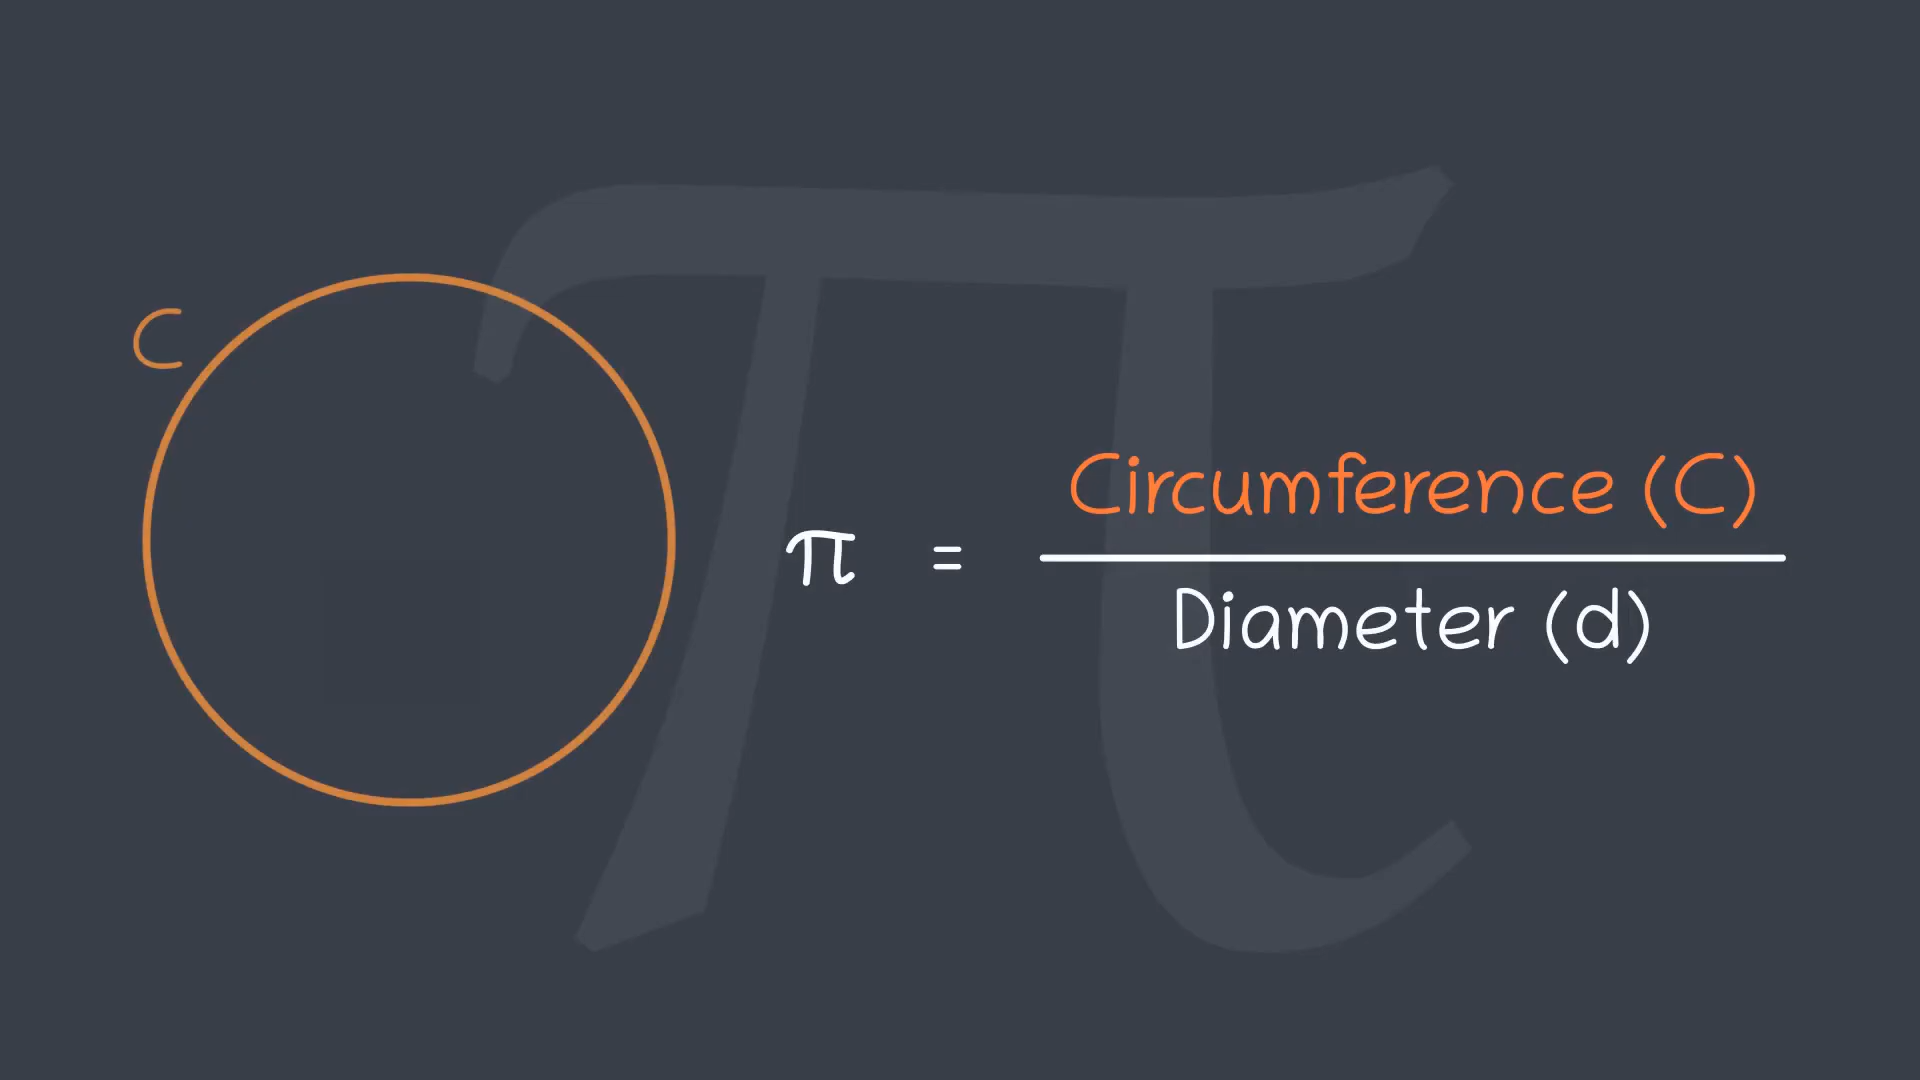 C
π = Circumference (C)
Diameter (d)
π